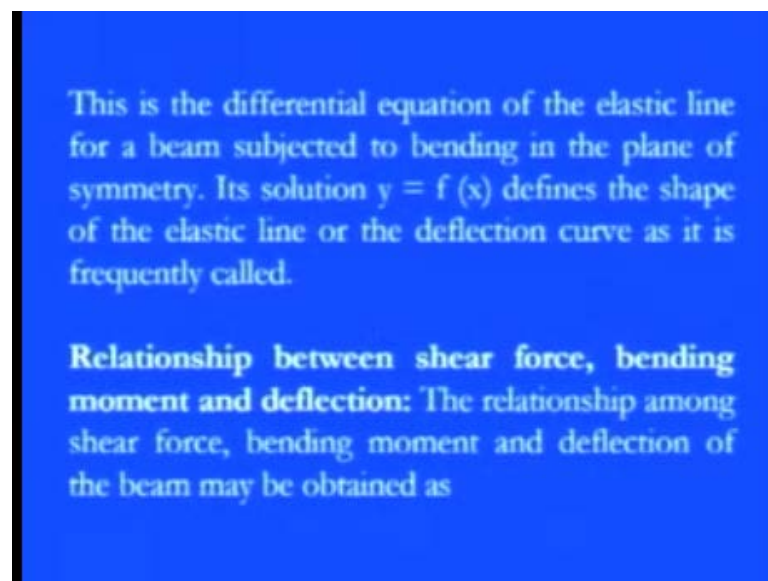 This is the differential equation of the elastic line
for a beam subjected to bending in the plane of
symmetry. Its solution y = f (x) defines the shape
of the elastic line or the deflection curve as it is
frequently called.
Relationship between shear force, bending
moment and deflection: The relationship among
shear force, bending moment and deflection of
the beam may be obtained as